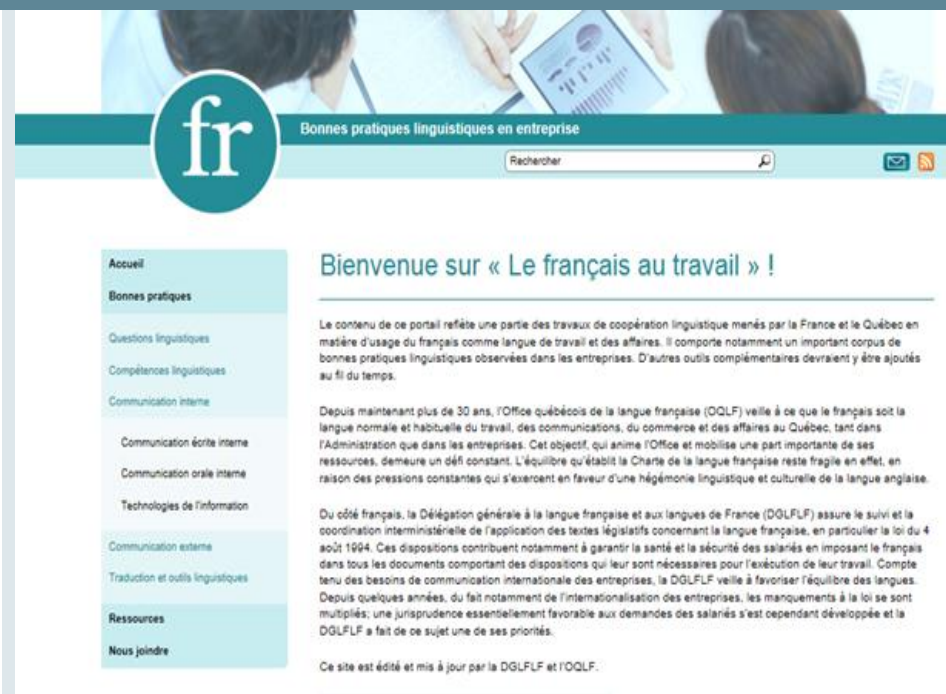 fr
Bonnes pratiques linguistiques en entreprise
Rechercher
Accueil
Bonnes pratiques
Questions linguistiques
Compétences linguistiques
Communication interne
Communication écrite interne
Communication orale interne
Technologies de l'information
Communication externe
Traduction et outils linguistiques
Ressources
Nous joindre
Bienvenue sur « Le français au travail » !
Le contenu de ce portail reflète une partie des travaux de coopération linguistique menés par la France et le Québec en
matière d'usage du français comme langue de travail et des affaires. Il comporte notamment un important corpus de
bonnes pratiques linguistiques observées dans les entreprises. D'autres outils complémentaires devraient y être ajoutés
au fil du temps.
Depuis maintenant plus de 30 ans, l'Office québécois de la langue française (OQLF) veille à ce que le français soit la
langue normale et habituelle du travail, des communications, du commerce et des affaires au Québec, tant dans
l'Administration que dans les entreprises. Cet objectif, qui anime l'Office et mobilise une part importante de ses
ressources, demeure un défi constant. L'équilibre qu'établit la Charte de la langue française reste fragile en effet, en
raison des pressions constantes qui s'exercent en faveur d'une hégémonie linguistique et culturelle de la langue anglaise.
Du côté français, la Délégation générale à la langue française et aux langues de France (DGLFLF) assure le suivi et la
coordination interministérielle de l'application des textes législatifs concernant la langue française, en particulier la loi du 4
août 1994. Ces dispositions contribuent notamment à garantir la santé et la sécurité des salariés en imposant le français
dans tous les documents comportant des dispositions qui leur sont nécessaires pour l'exécution de leur travail. Compte
tenu des besoins de communication internationale des entreprises, la DGLFLF veille à favoriser l'équilibre des langues.
Depuis quelques années, du fait notamment de l'internationalisation des entreprises, les manquements à la loi se sont
multipliés; une jurisprudence essentiellement favorable aux demandes des salariés s'est cependant développée et la
DGLFLF a fait de ce sujet une de ses priorités.
Ce site est édité et mis à jour par la DGLFLF et l'OQLF.